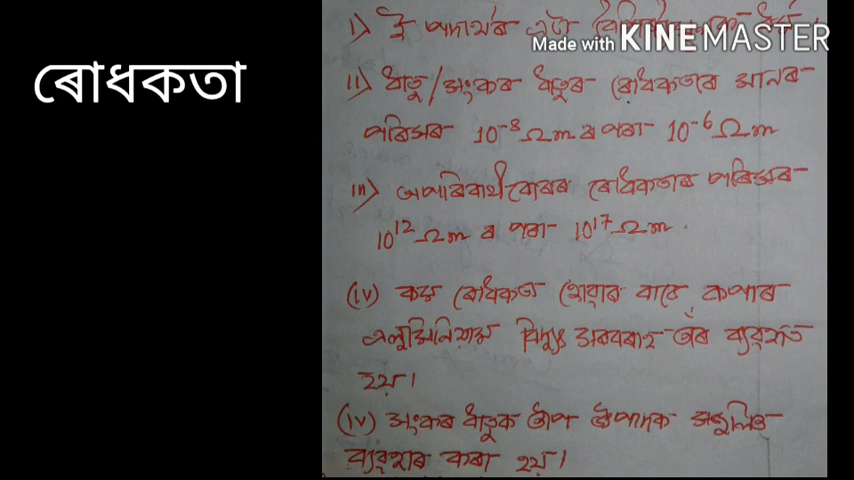 ৰোধকতা
i) ই পদাৰ্থৰ এটা
Made with KINEMASTER
ii) ধাতু/সংকৰ ধাতুৰ ৰোধকতাৰ মানৰ
পৰিসৰ 10⁻⁸ Ωm ৰ পৰা 10⁻⁶ Ωm
iii) অপৰিবাহীবোৰৰ ৰোধকতাৰ পৰিসৰ
10¹² Ωm ৰ পৰা 10¹⁷ Ωm.
(iv) কম ৰোধকতা হোৱাৰ বাবে কপাৰ
এলুমিনিয়াম বিদ্যুৎ সৰবৰাহ তাঁৰ ব্যৱহৃত
হয়।
(iv) সংকৰ ধাতুক তাপ উৎপাদক সঁজুলিত
ব্যৱহাৰ কৰা হয়।